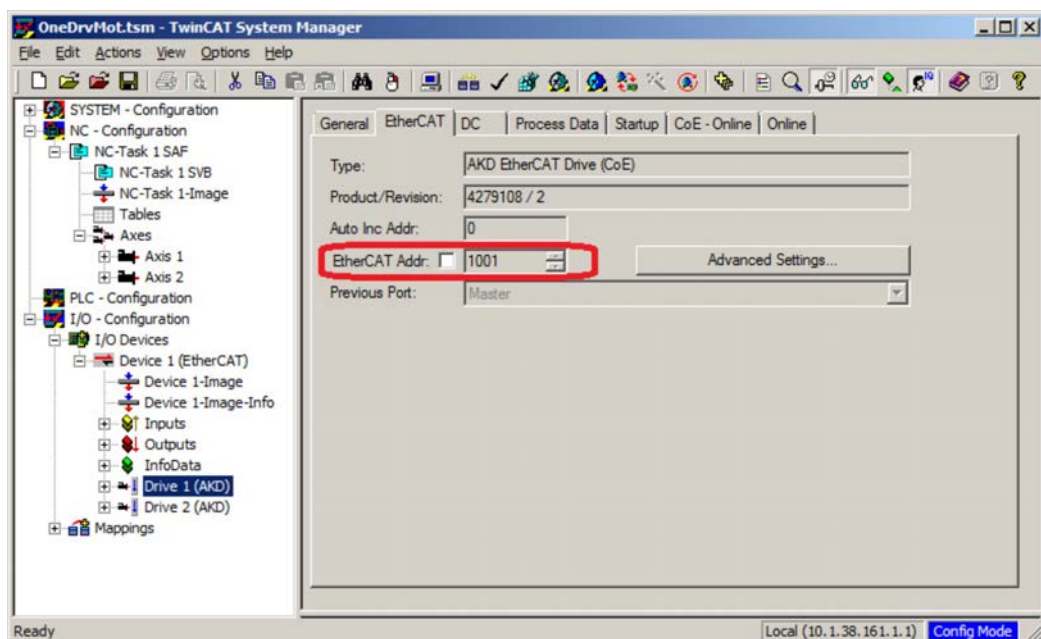 OneDrvMot.tsm - TwinCAT System Manager
File Edit Actions View Options Help
SYSTEM - Configuration
NC - Configuration
NC-Task 1 SAF
NC-Task 1 SVB
NC-Task 1-Image
Tables
Axes
Axis 1
Axis 2
PLC - Configuration
I/O - Configuration
I/O Devices
Device 1 (EtherCAT)
Device 1-Image
Device 1-Image-Info
Inputs
Outputs
InfoData
Drive 1 (AKD)
Drive 2 (AKD)
Mappings
General EtherCAT DC Process Data Startup CoE - Online Online
Type: AKD EtherCAT Drive (CoE)
Product/Revision: 4279108 / 2
Auto Inc Addr: 0
EtherCAT Addr: 1001 Advanced Settings...
Previous Port: Master
Ready Local (10.1.38.161.1.1) Config Mode